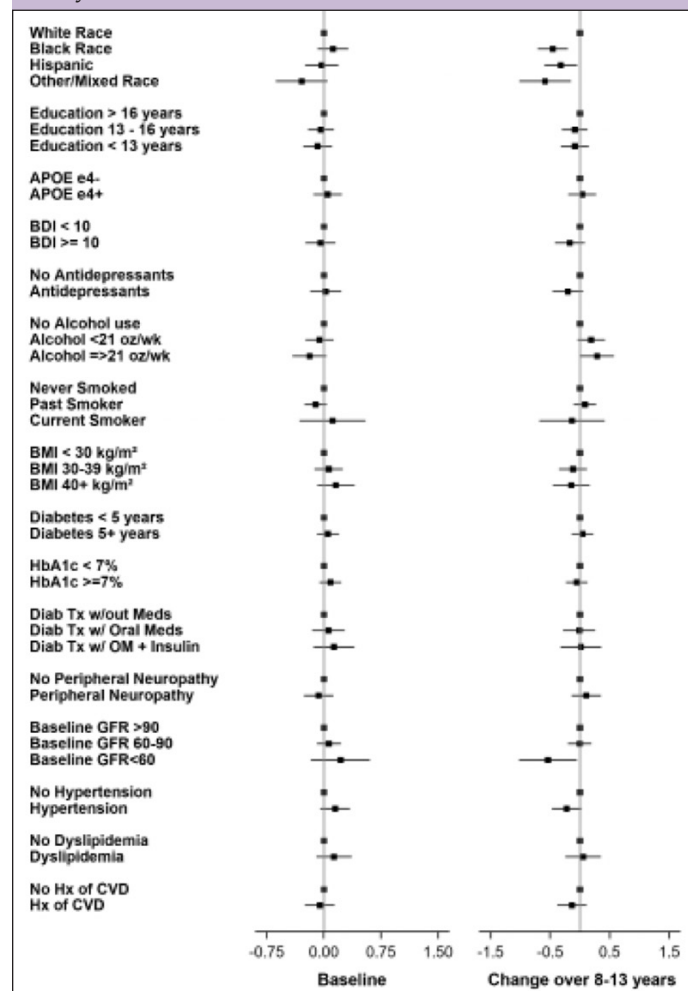 White Race
Black Race
Hispanic
Other/Mixed Race
Education > 16 years
Education 13 - 16 years
Education < 13 years
APOE e4-
APOE e4+
BDI < 10
BDI >= 10
No Antidepressants
Antidepressants
No Alcohol use
Alcohol <21 oz/wk
Alcohol =>21 oz/wk
Never Smoked
Past Smoker
Current Smoker
BMI < 30 kg/m²
BMI 30-39 kg/m²
BMI 40+ kg/m²
Diabetes < 5 years
Diabetes 5+ years
HbA1c < 7%
HbA1c >=7%
Diab Tx w/out Meds
Diab Tx w/ Oral Meds
Diab Tx w/ OM + Insulin
No Peripheral Neuropathy
Peripheral Neuropathy
Baseline GFR >90
Baseline GFR 60-90
Baseline GFR<60
No Hypertension
Hypertension
No Dyslipidemia
Dyslipidemia
No Hx of CVD
Hx of CVD
-0.75 0.00 0.75 1.50 -1.5 -0.5 0.5 1.5
Baseline Change over 8-13 years